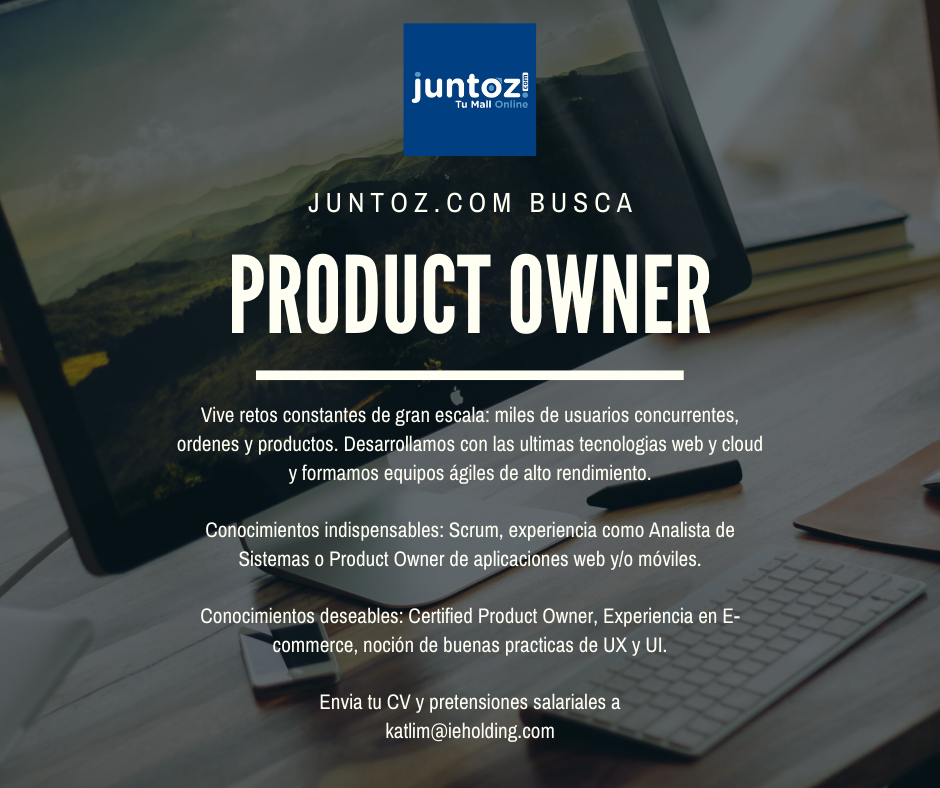 juntoz.com
Tu Mall Online
JUNTOZ.COM BUSCA
PRODUCT OWNER
Vive retos constantes de gran escala: miles de usuarios concurrentes,
ordenes y productos. Desarrollamos con las ultimas tecnologias web y cloud
y formamos equipos ágiles de alto rendimiento.
Conocimientos indispensables: Scrum, experiencia como Analista de
Sistemas o Product Owner de aplicaciones web y/o móviles.
Conocimientos deseables: Certified Product Owner, Experiencia en E-
commerce, noción de buenas practicas de UX y UI.
Envia tu CV y pretensiones salariales a
katlim@ieholding.com